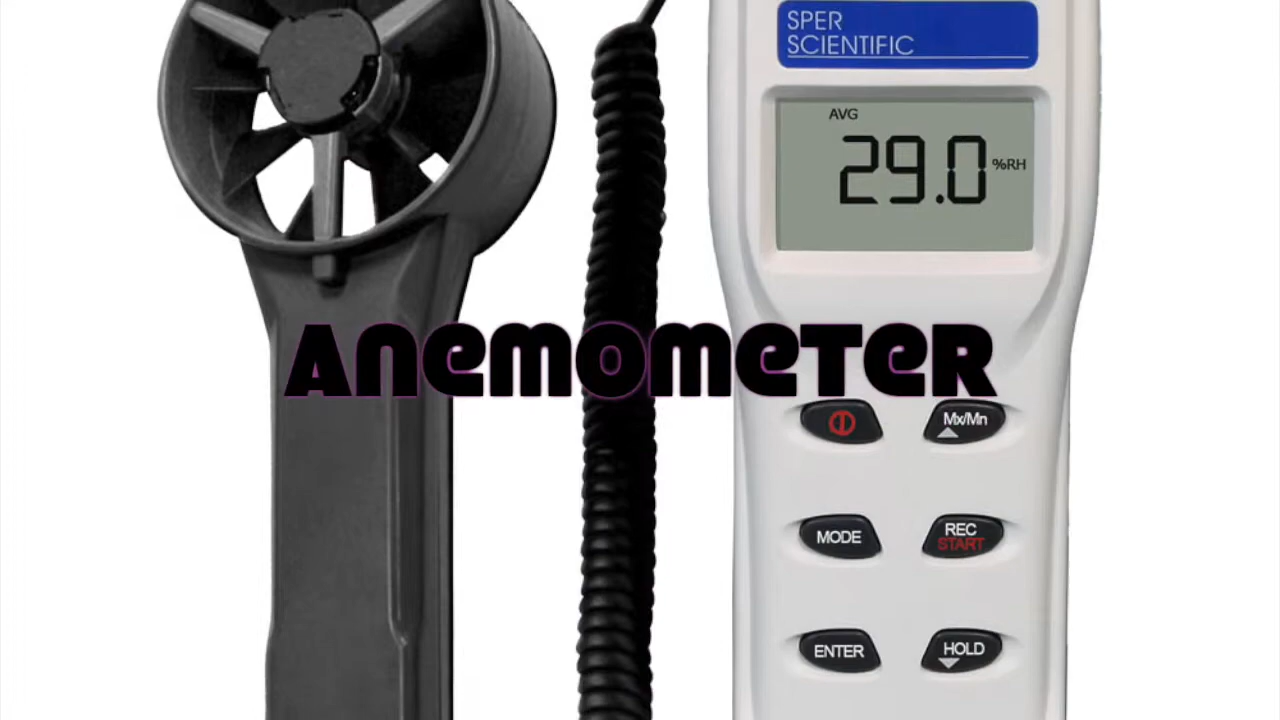 SPER
SCIENTIFIC
AVG
29.0 %RH
ANEMOMETER
Mx/Mn
MODE
REC
START
ENTER
HOLD